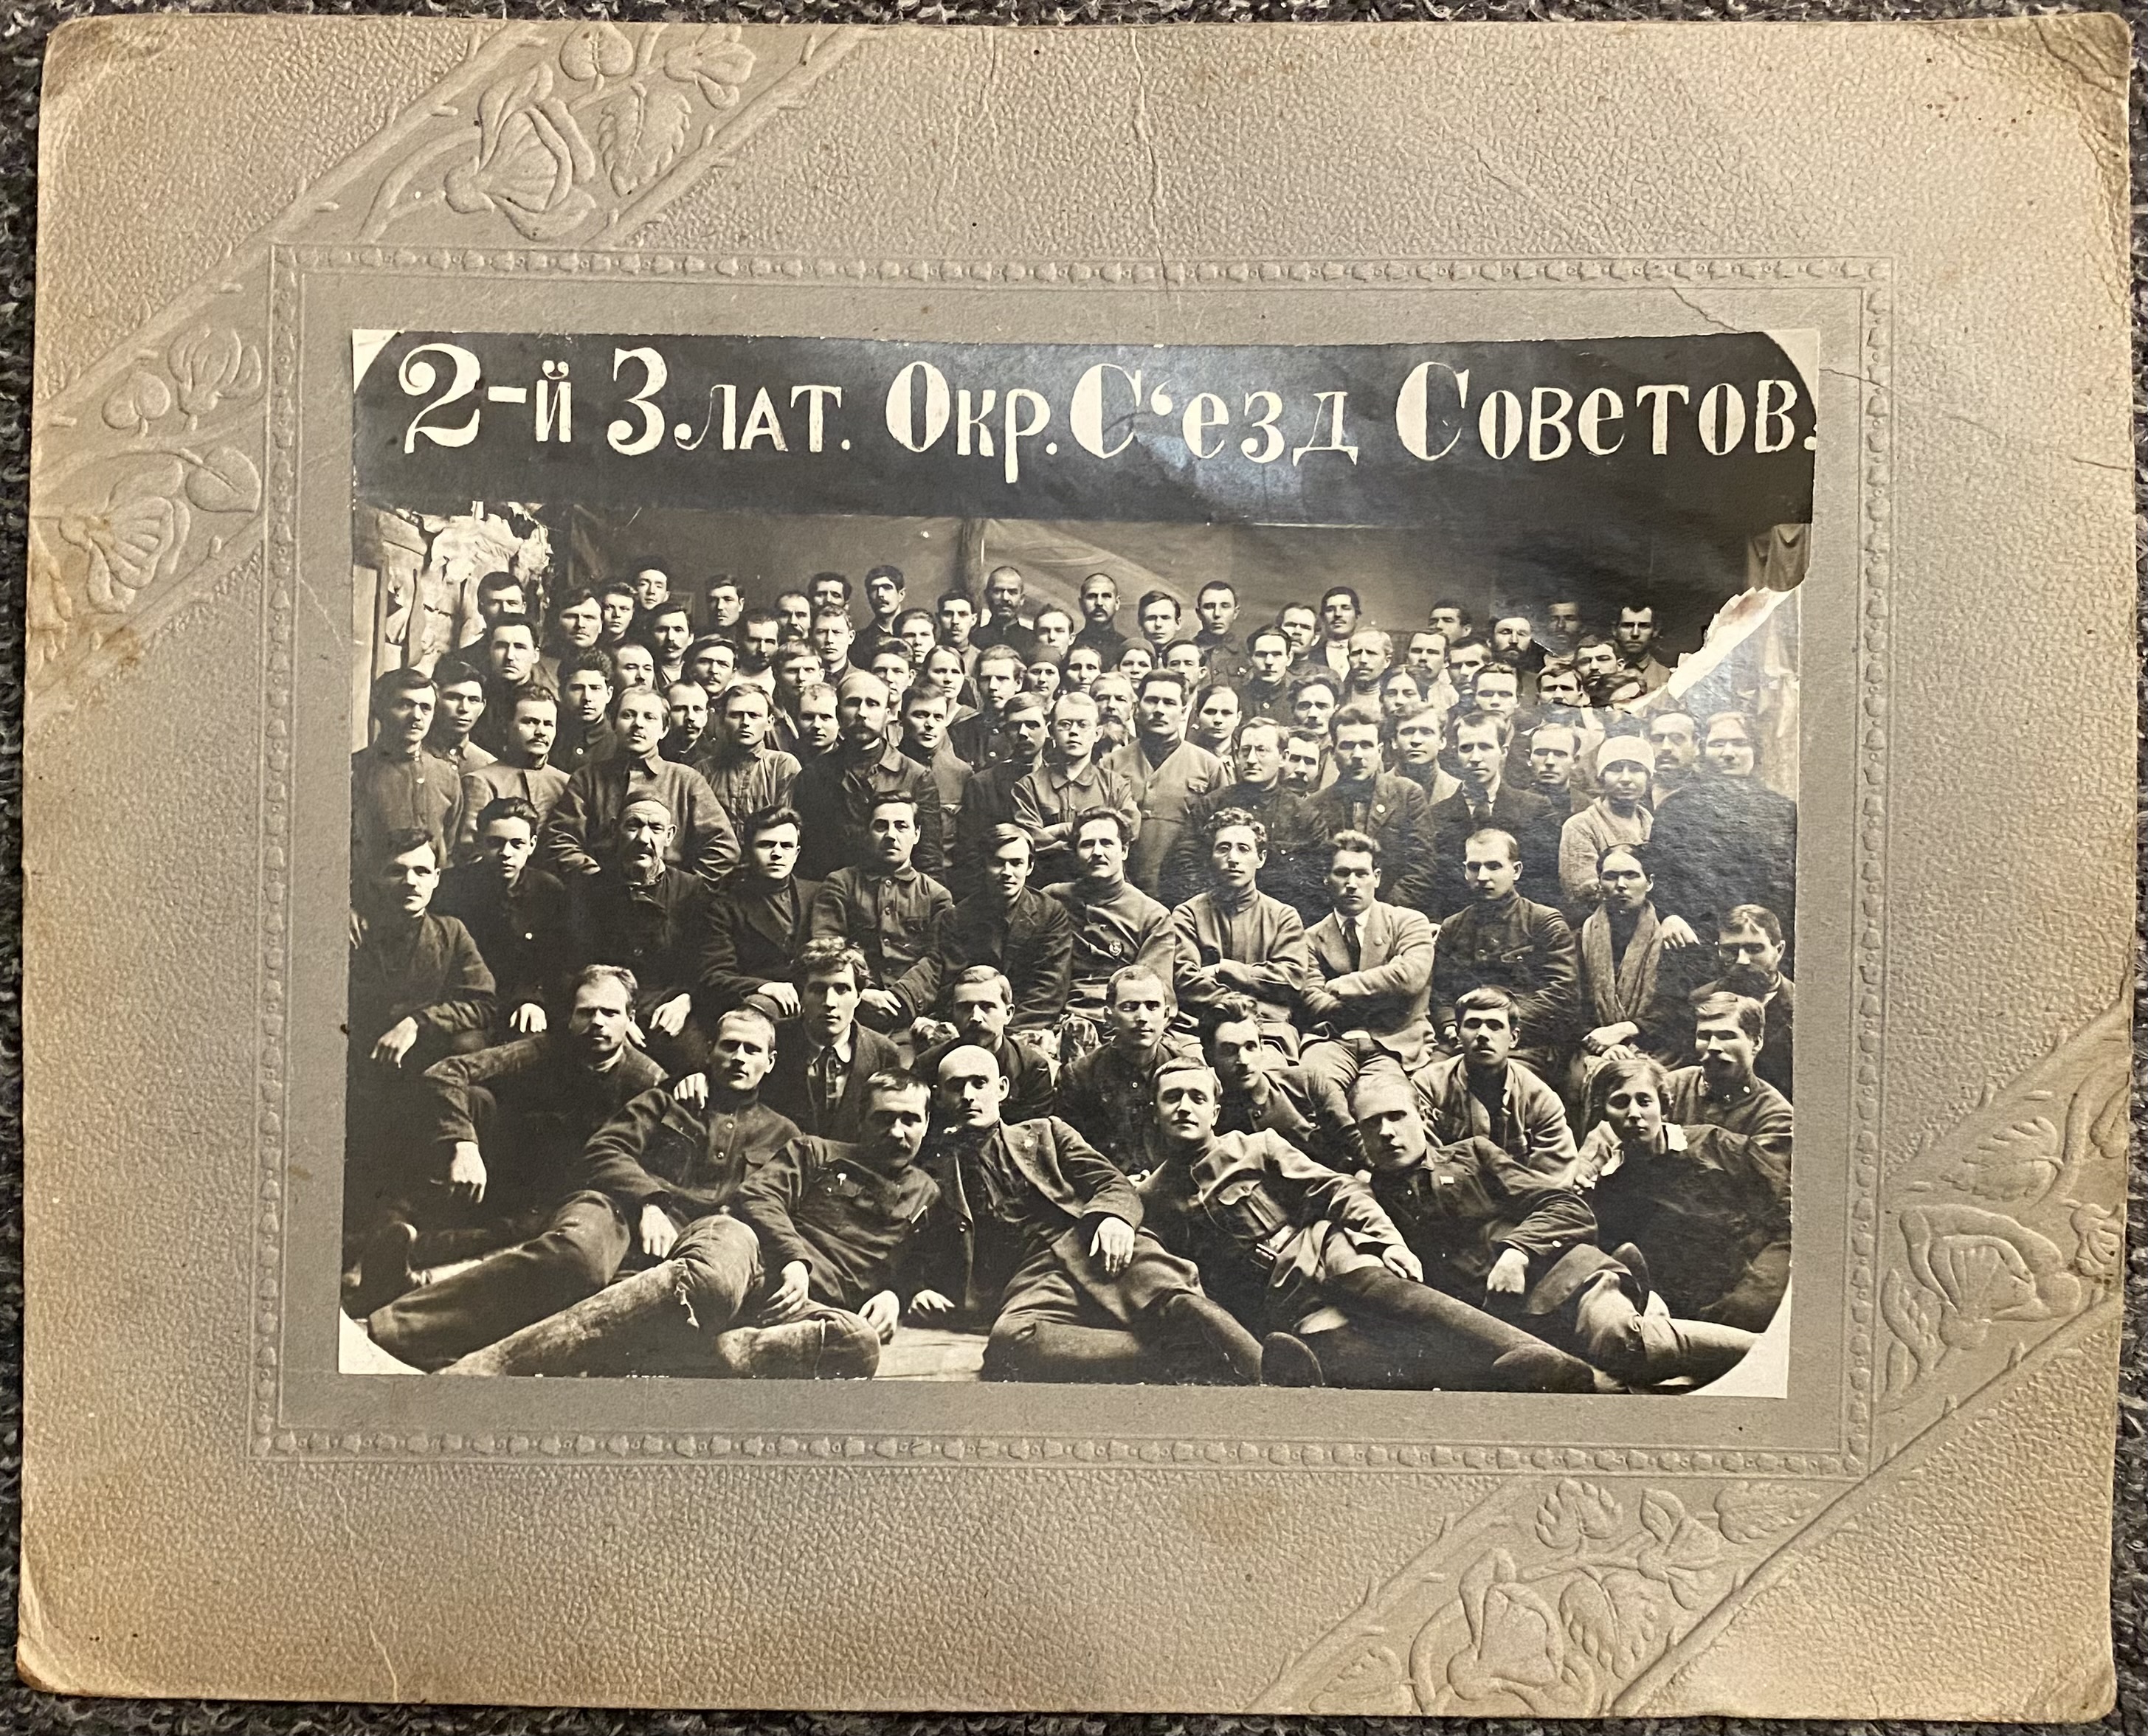 2-й Злат. Окр. С‘езд Советов.